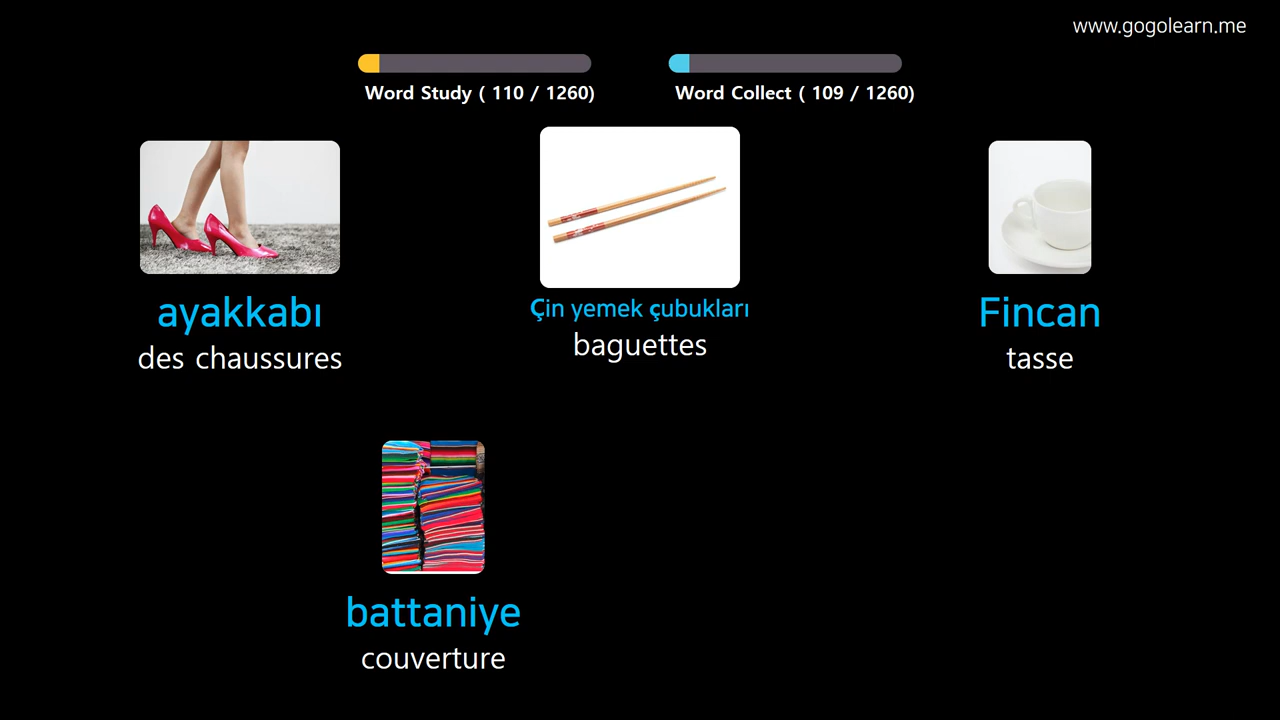 www.gogolearn.me
Word Study ( 110 / 1260)
Word Collect ( 109 / 1260)
ayakkabı
des chaussures
Çin yemek çubukları
baguettes
Fincan
tasse
battaniye
couverture